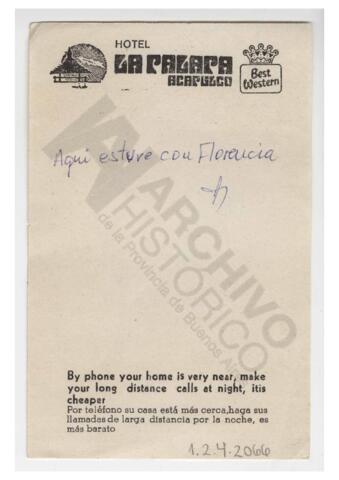 HOTEL
LA PALAPA
ACAPULCO
Best
Western
Aqui estuve con Florencia
ARCHIVO
HISTÓRICO
de la Provincia de Buenos Ai
By phone your home is very near, make
your long distance calls at night, itis
cheaper
Por teléfono su casa está más cerca,haga sus
llamadas de larga distancia por la noche, es
más barato
1.2.4.2066